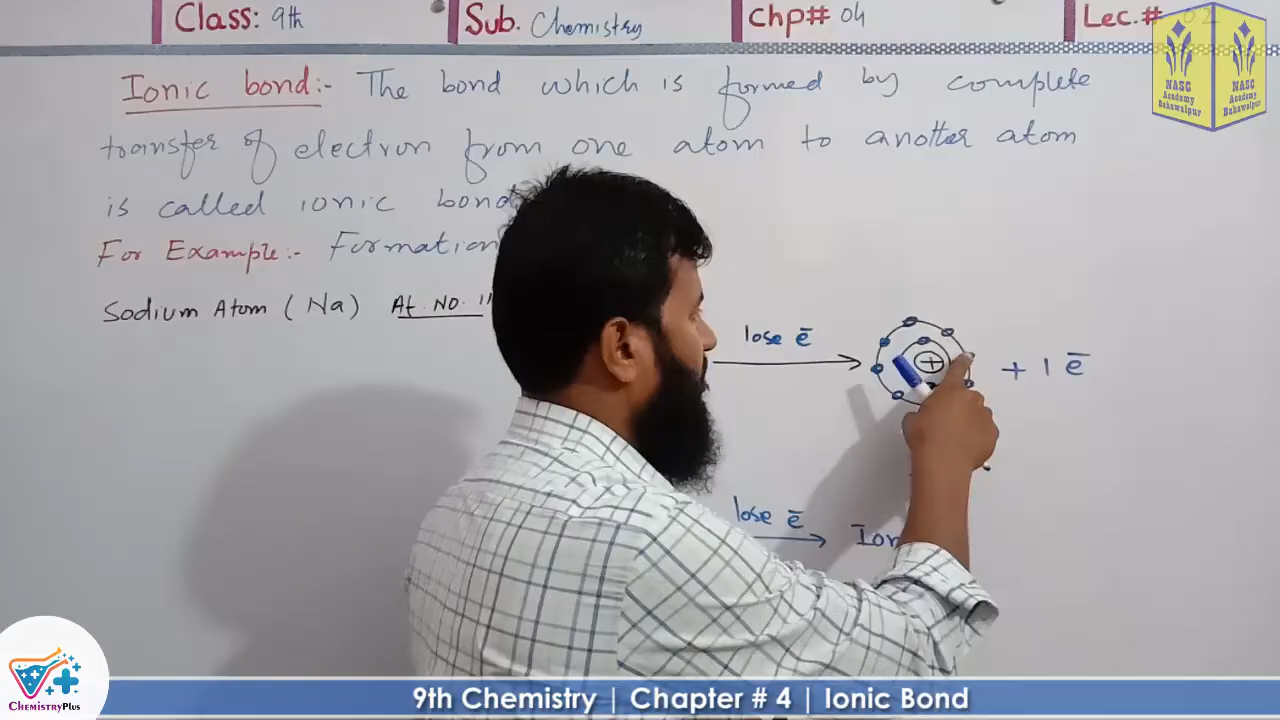 Class: 9th Sub. Chemistry Chp# 04 Lec.# 02
NASC Academy Bahawalpur
NASC Academy Bahawalpur
Ionic bond:- The bond which is formed by complete
transfer of electron from one atom to another atom
is called ionic bond
For Example:- Formation
Sodium Atom (Na) At. NO. 11
lose e̅
+ 1 e̅
+
lose e̅
Ion
ChemistryPlus
9th Chemistry | Chapter # 4 | Ionic Bond